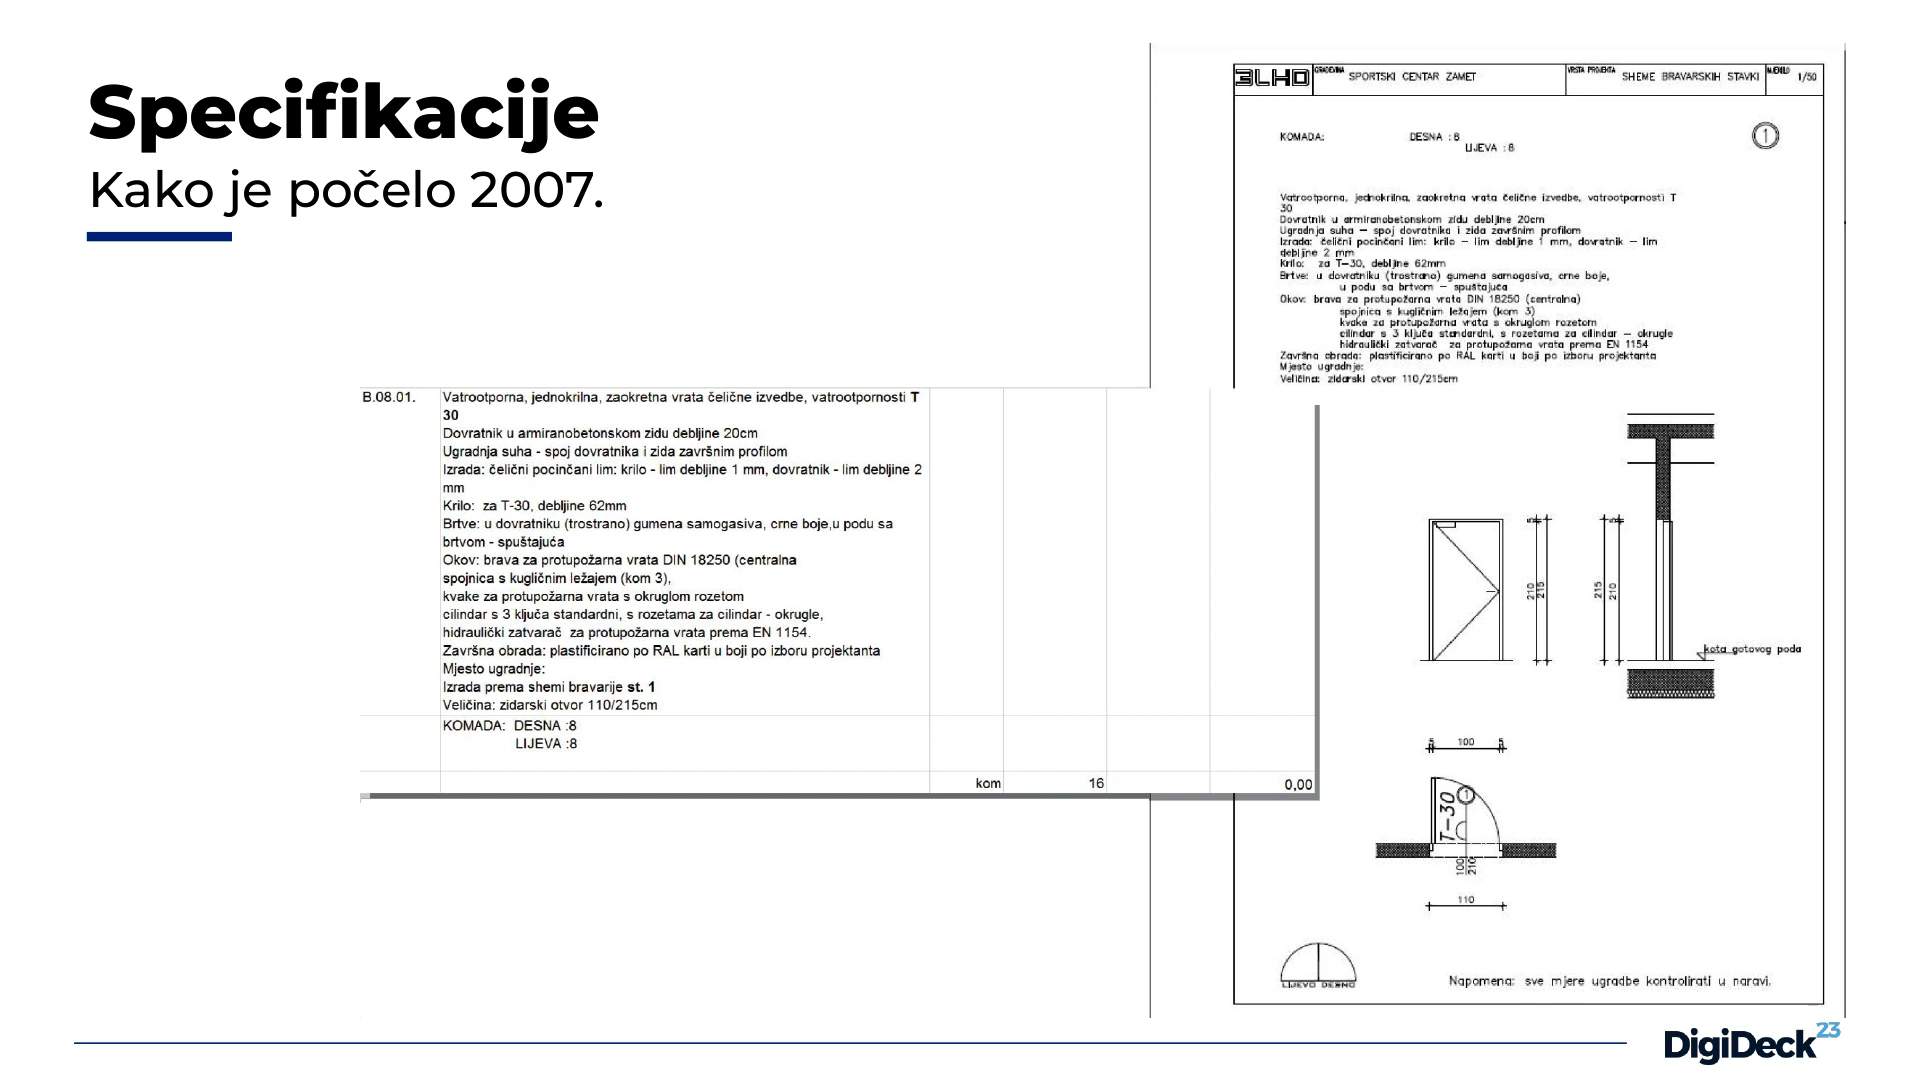 Specifikacije
Kako je počelo 2007.
3LHD
GRAĐEVINA
SPORTSKI CENTAR ZAMET
VRSTA PROJEKTA
SHEME BRAVARSKIH STAVKI
MJERILO
1/50
KOMADA: DESNA :8
LIJEVA :8
1
Vatrootporna, jednokrilna, zaokretna vrata čelične izvedbe, vatrootpornosti T
30
Dovratnik u armiranobetonskom zidu debljine 20cm
Ugradnja suha – spoj dovratnika i zida završnim profilom
Izrada: čelični pocinčani lim: krilo – lim debljine 1 mm, dovratnik – lim
debljine 2 mm
Krilo: za T–30, debljine 62mm
Brtve: u dovratniku (trostrano) gumena samogasiva, crne boje,
u podu sa brtvom – spuštajuća
Okov: brava za protupožarna vrata DIN 18250 (centralna)
spojnica s kugličnim ležajem (kom 3)
kvake za protupožarna vrata s okruglom rozetom
cilindar s 3 ključa standardni, s rozetama za cilindar – okrugle
hidraulički zatvarač za protupožarna vrata prema EN 1154
Završna obrada: plastificirano po RAL karti u boji po izboru projektanta
Mjesto ugradnje:
Veličina: zidarski otvor 110/215cm
B.08.01.
Vatrootporna, jednokrilna, zaokretna vrata čelične izvedbe, vatrootpornosti T
30
Dovratnik u armiranobetonskom zidu debljine 20cm
Ugradnja suha - spoj dovratnika i zida završnim profilom
Izrada: čelični pocinčani lim: krilo - lim debljine 1 mm, dovratnik - lim debljine 2
mm
Krilo: za T-30, debljine 62mm
Brtve: u dovratniku (trostrano) gumena samogasiva, crne boje,u podu sa
brtvom - spuštajuća
Okov: brava za protupožarna vrata DIN 18250 (centralna
spojnica s kugličnim ležajem (kom 3),
kvake za protupožarna vrata s okruglom rozetom
cilindar s 3 ključa standardni, s rozetama za cilindar - okrugle,
hidraulički zatvarač za protupožarna vrata prema EN 1154.
Završna obrada: plastificirano po RAL karti u boji po izboru projektanta
Mjesto ugradnje:
Izrada prema shemi bravarije st. 1
Veličina: zidarski otvor 110/215cm
KOMADA: DESNA :8
LIJEVA :8
kom 16 0,00
5 5
210 215 215 210
kota gotovog poda
5 100 5
1
T–30
100
210
110
LIJEVO DESNO
Napomena: sve mjere ugradbe kontrolirati u naravi.
DigiDeck23